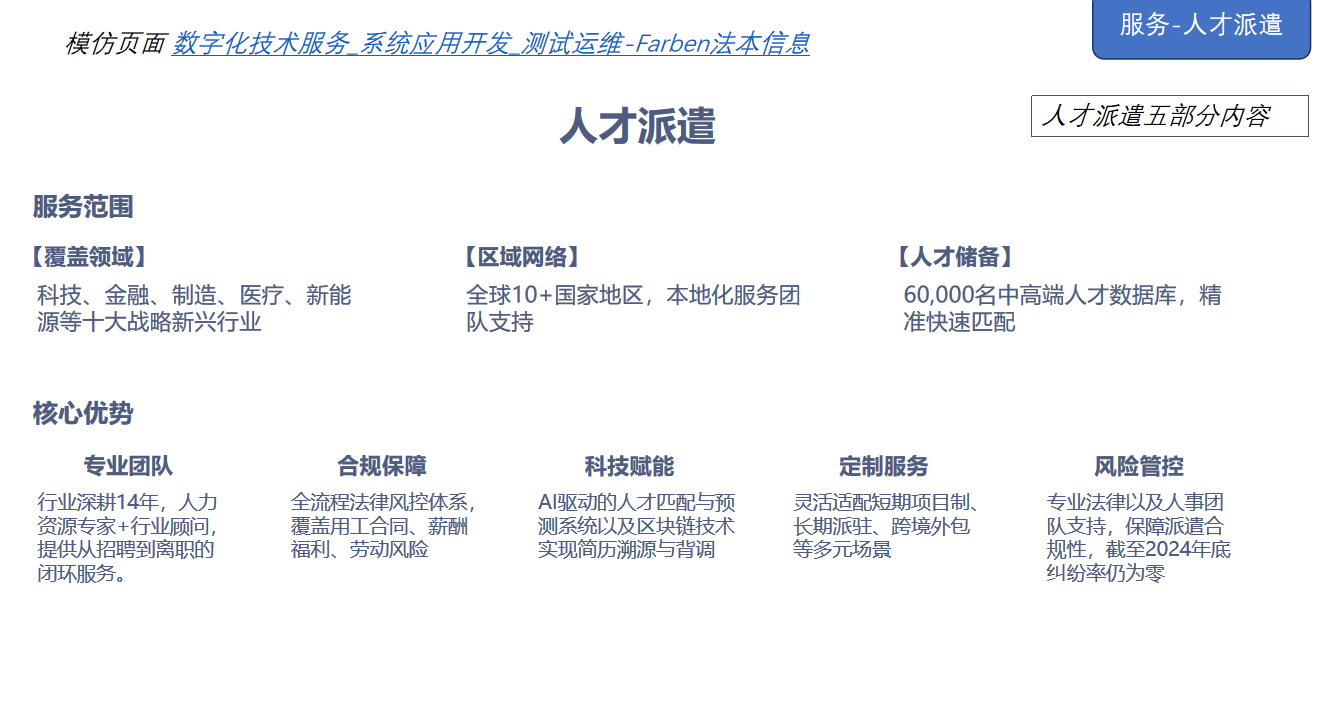 模仿页面 数字化技术服务_系统应用开发_测试运维-Farben法本信息
服务-人才派遣
人才派遣
人才派遣五部分内容
服务范围
【覆盖领域】
科技、金融、制造、医疗、新能
源等十大战略新兴行业
【区域网络】
全球10+国家地区，本地化服务团
队支持
【人才储备】
60,000名中高端人才数据库，精
准快速匹配
核心优势
专业团队
行业深耕14年，人力
资源专家+行业顾问，
提供从招聘到离职的
闭环服务。
合规保障
全流程法律风控体系，
覆盖用工合同、薪酬
福利、劳动风险
科技赋能
AI驱动的人才匹配与预
测系统以及区块链技术
实现简历溯源与背调
定制服务
灵活适配短期项目制、
长期派驻、跨境外包
等多元场景
风险管控
专业法律以及人事团
队支持，保障派遣合
规性，截至2024年底
纠纷率仍为零